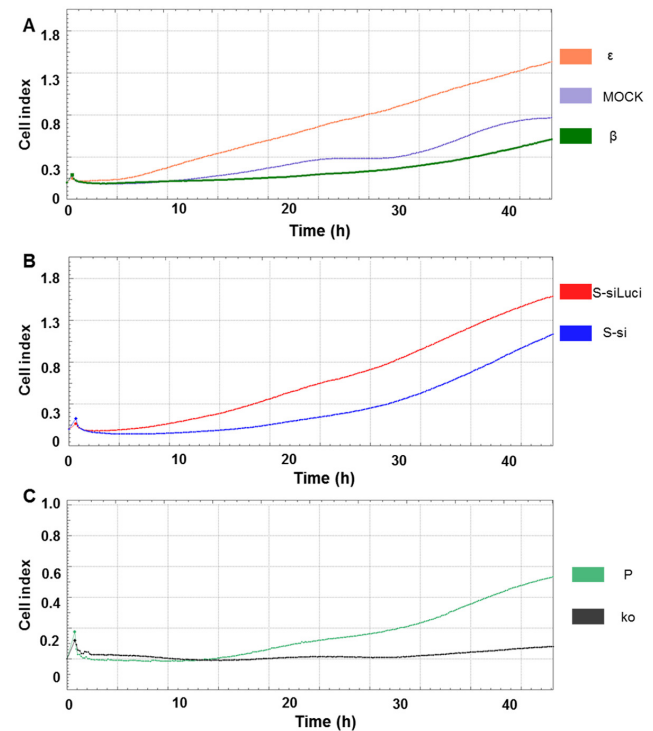 A
1.8
1.3
0.8
0.3
0
Cell index
0 10 20 30 40
Time (h)
ε
MOCK
β
B
1.8
1.3
0.8
0.3
0
Cell index
0 10 20 30 40
Time (h)
S-siLuci
S-si
C
1.0
0.8
0.6
0.4
0.2
0
Cell index
0 10 20 30 40
Time (h)
P
ko